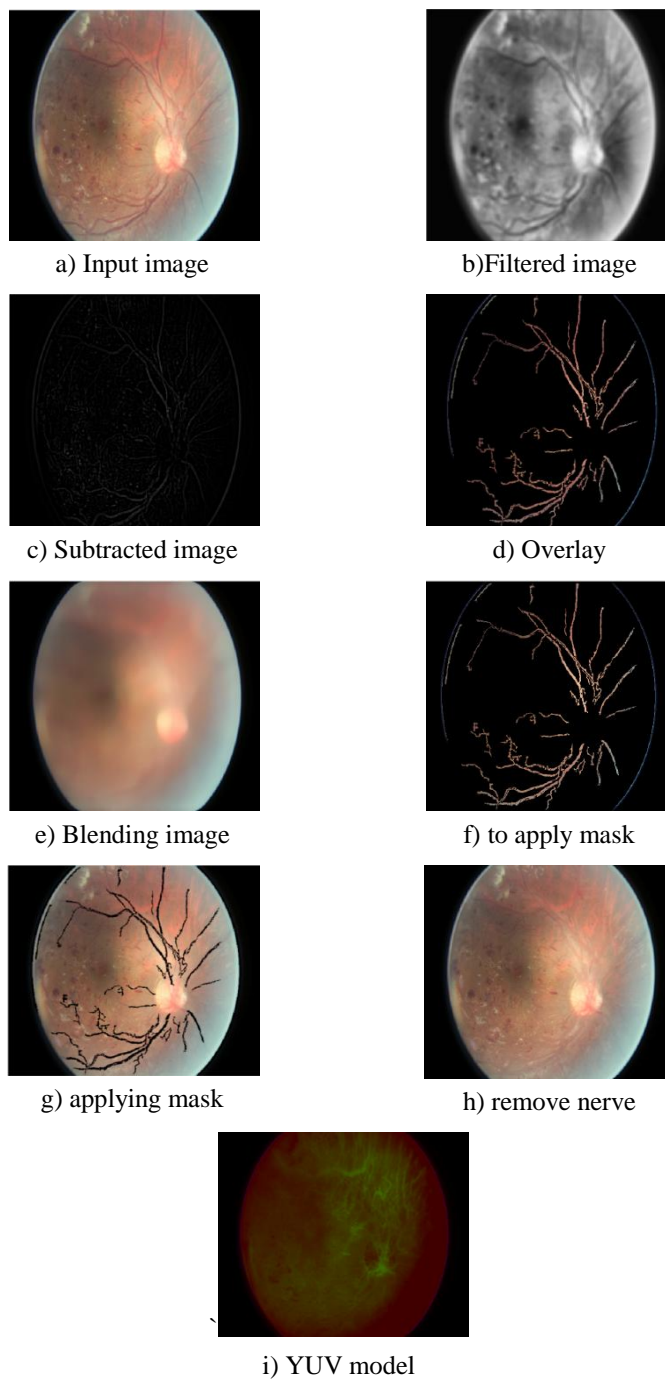 a) Input image
b)Filtered image
c) Subtracted image
d) Overlay
e) Blending image
f) to apply mask
g) applying mask
h) remove nerve
`
i) YUV model